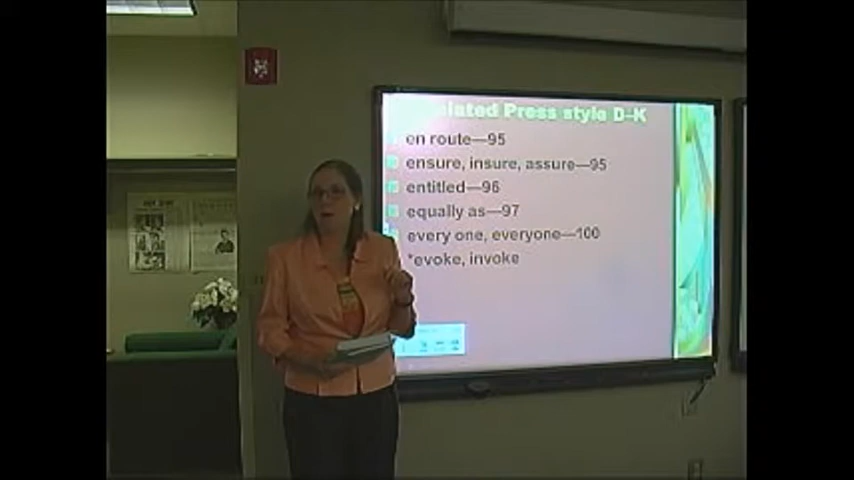 Press style D–K
en route—95
ensure, insure, assure—95
entitled—96
equally as—97
every one, everyone—100
*evoke, invoke